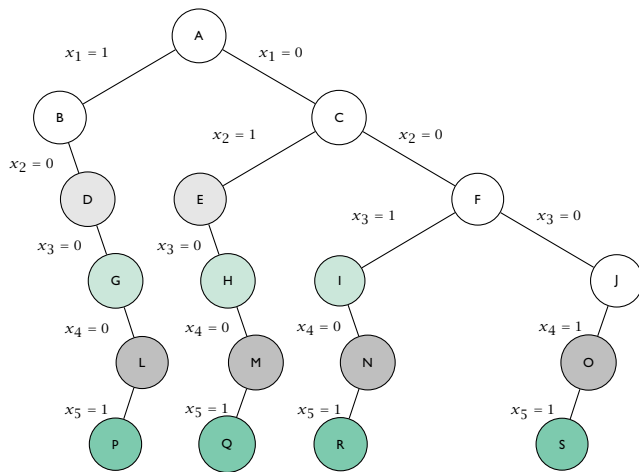 A
x₁ = 1
x₁ = 0
B
C
x₂ = 0
x₂ = 1
x₂ = 0
D
E
F
x₃ = 0
x₃ = 0
x₃ = 1
x₃ = 0
G
H
I
J
x₄ = 0
x₄ = 0
x₄ = 0
x₄ = 1
L
M
N
O
x₅ = 1
x₅ = 1
x₅ = 1
x₅ = 1
P
Q
R
S